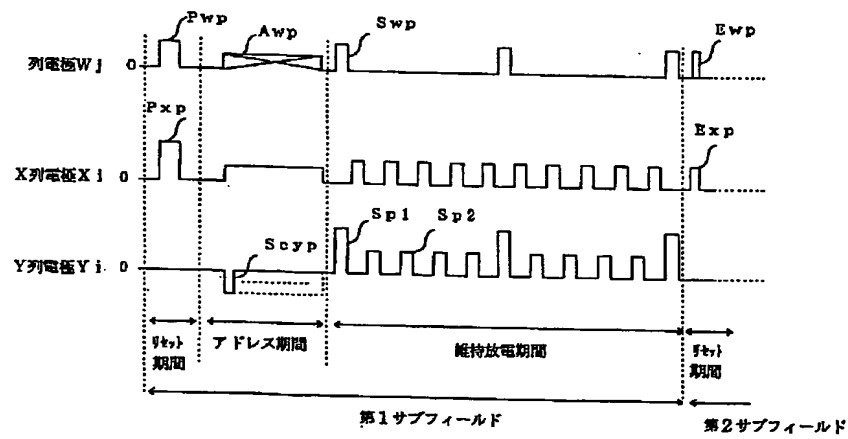 Pwp
Awp
Swp
Ewp
列電極Wj 0
Pxp
Exp
X列電極Xi 0
Sp1 Sp2
Scyp
Y列電極Yi 0
リセット
期間
アドレス期間
維持放電期間
リセット
期間
第1サブフィールド
第2サブフィールド